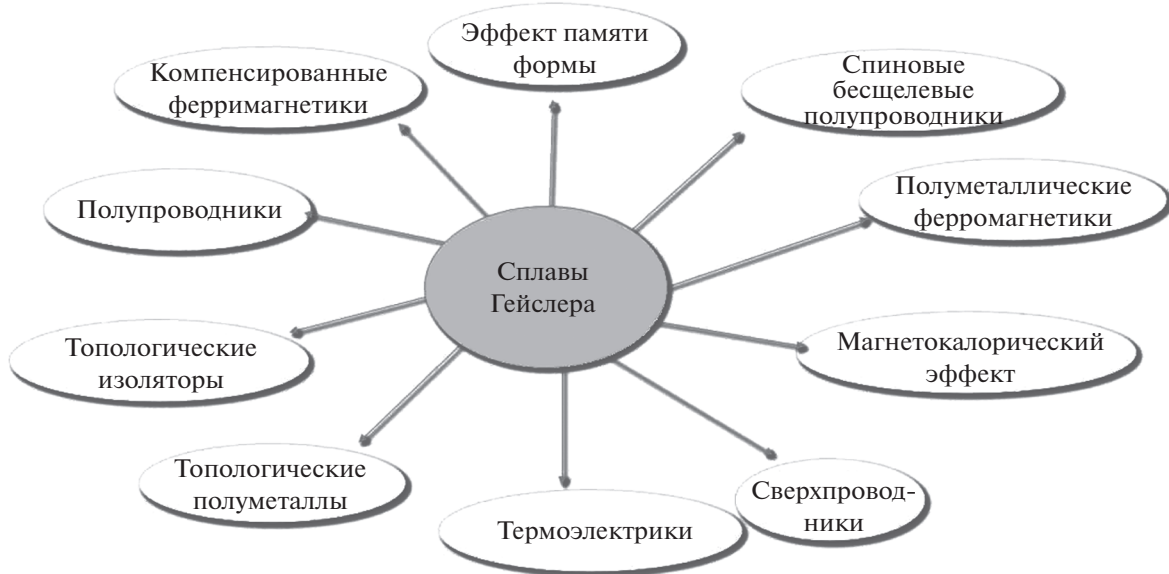 Эффект памяти
формы
Компенсированные
ферримагнетики
Спиновые
бесщелевые
полупроводники
Полупроводники
Полуметаллические
ферромагнетики
Сплавы
Гейслера
Топологические
изоляторы
Магнетокалорический
эффект
Топологические
полуметаллы
Термоэлектрики
Сверхпровод-
ники